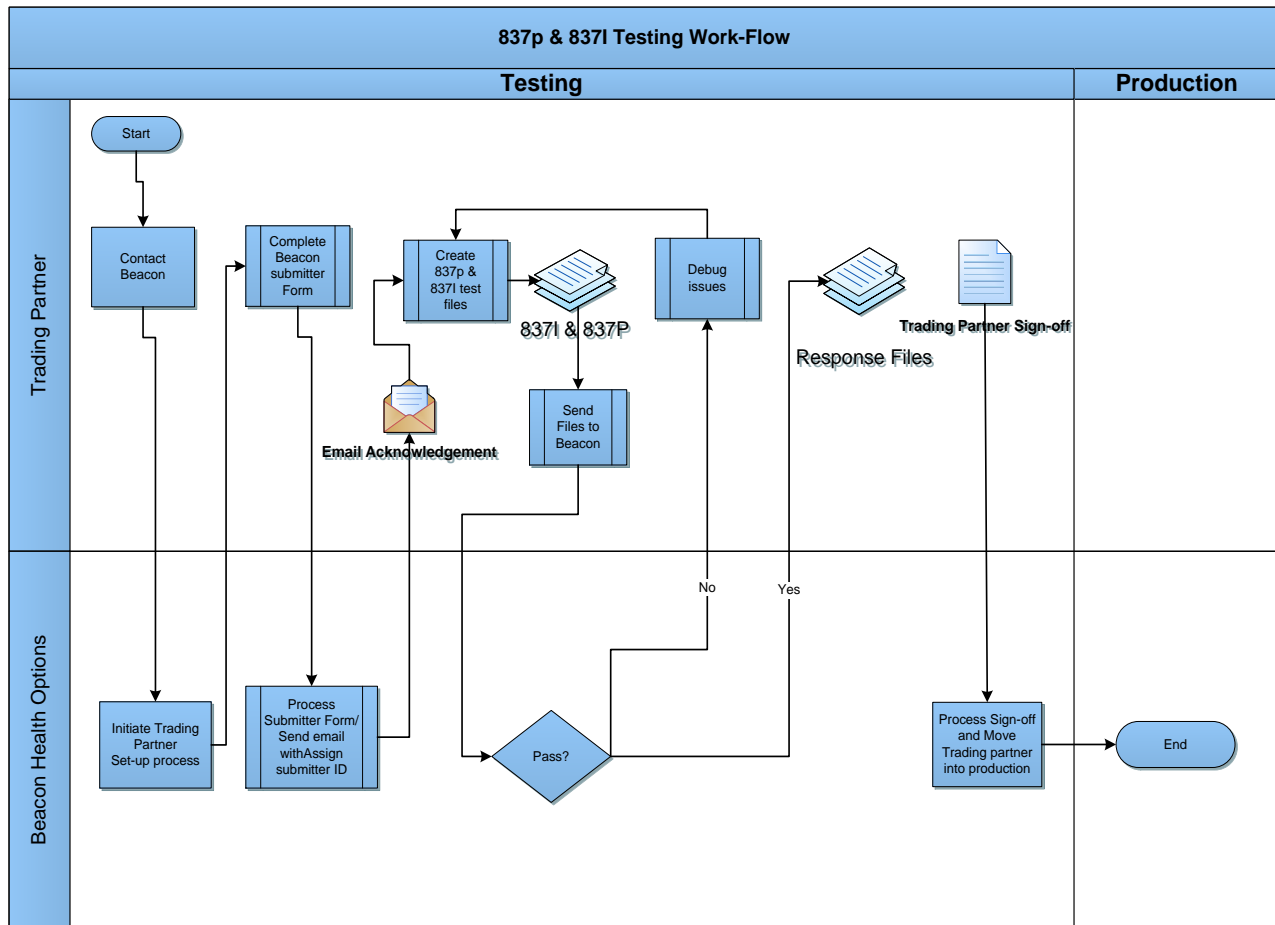 837p & 837I Testing Work-Flow
Testing
Production
Trading Partner
Start
Contact
Beacon
Complete
Beacon
submitter
Form
Create
837p &
837I test
files
837I & 837P
Debug
issues
Response Files
Trading Partner Sign-off
Email Acknowledgement
Send
Files to
Beacon
No
Yes
Beacon Health Options
Initiate Trading
Partner
Set-up process
Process
Submitter Form/
Send email
withAssign
submitter ID
Pass?
Process Sign-off
and Move
Trading partner
into production
End